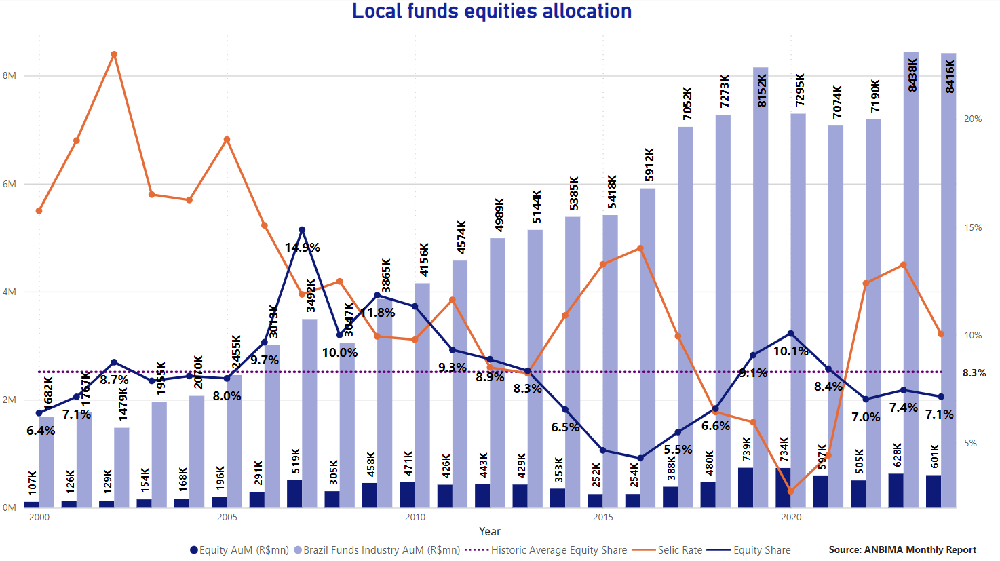 Local funds equities allocation
8M
6M
4M
2M
0M
20%
15%
10%
8.3%
5%
1682K
1767K
1479K
1955K
2070K
2455K
3013K
3492K
3047K
3865K
4156K
4574K
4989K
5144K
5385K
5418K
5912K
7052K
7273K
8152K
7295K
7074K
7190K
8438K
8416K
6.4%
7.1%
8.7%
8.0%
9.7%
14.9%
10.0%
11.8%
9.3%
8.9%
8.3%
6.5%
5.5%
6.6%
9.1%
10.1%
8.4%
7.0%
7.4%
7.1%
107K
126K
129K
154K
168K
196K
291K
519K
305K
458K
471K
426K
443K
429K
353K
252K
254K
388K
480K
739K
734K
597K
505K
628K
601K
2000
2005
2010
2015
2020
Year
Equity AuM (R$mn) Brazil Funds Industry AuM (R$mn) Historic Average Equity Share Selic Rate Equity Share
Source: ANBIMA Monthly Report